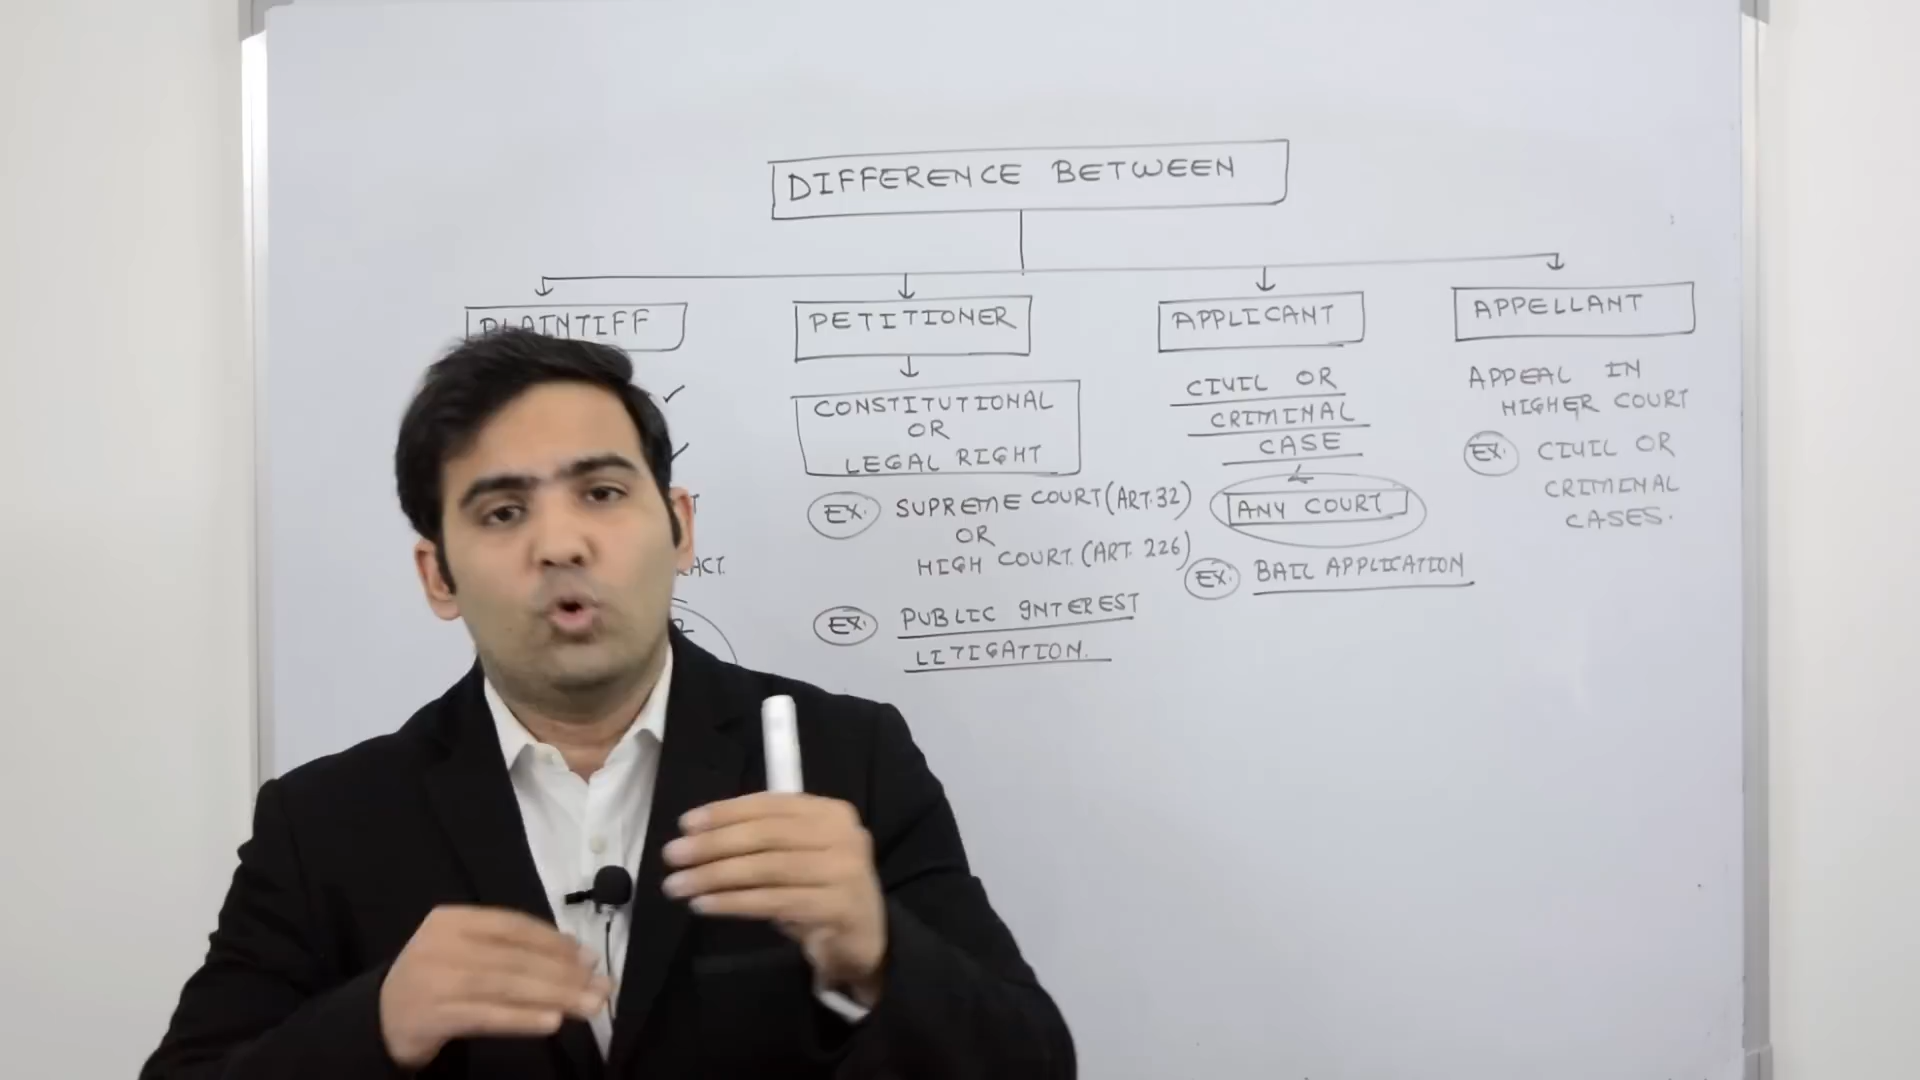 DIFFERENCE BETWEEN
PLAINTIFF
PETITIONER
CONSTITUTIONAL
OR
LEGAL RIGHT
EX. SUPREME COURT (ART. 32)
OR
HIGH COURT. (ART. 226)
EX. PUBLIC INTEREST
LITIGATION.
APPLICANT
CIVIL OR
CRIMINAL
CASE
ANY COURT
EX. BAIL APPLICATION
APPELLANT
APPEAL IN
HIGHER COURT
EX. CIVIL OR
CRIMINAL
CASES.